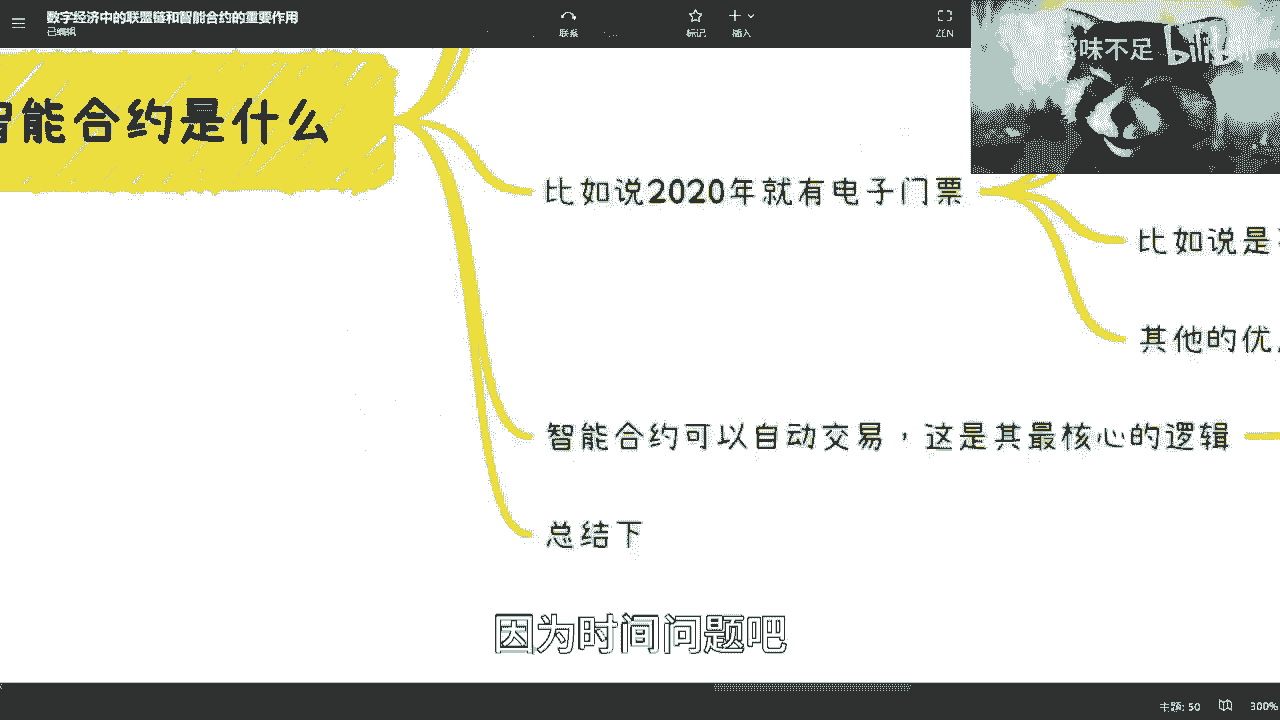 数字经济中的联盟链和智能合约的重要作用
已编辑
联系
标记
插入
ZEN
味不足 bilibili
智能合约是什么
比如说2020年就有电子门票
比如说是
其他的优
智能合约可以自动交易，这是其最核心的逻辑
总结下
因为时间问题吧
主题: 50
300%